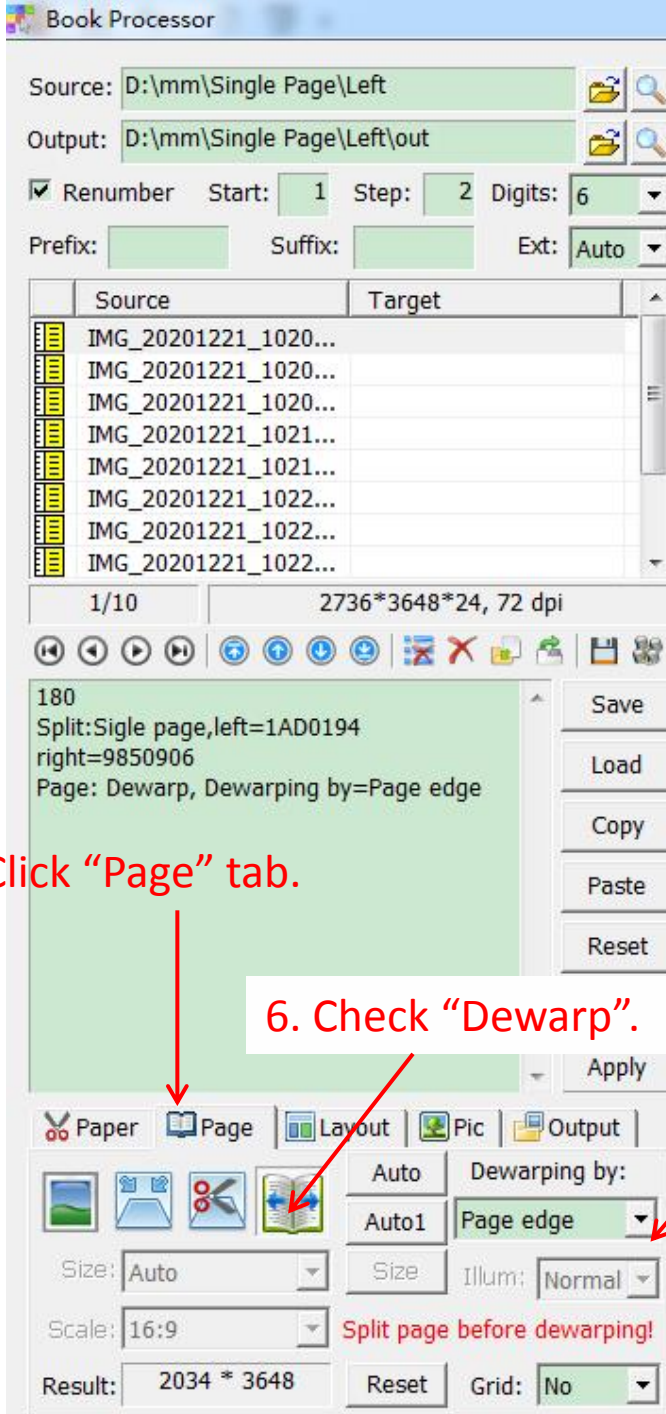 Book Processor
Source: D:\mm\Single Page\Left
Output: D:\mm\Single Page\Left\out
Renumber Start: 1 Step: 2 Digits: 6
Prefix: Suffix: Ext: Auto
Source Target
IMG_20201221_1020...
IMG_20201221_1020...
IMG_20201221_1020...
IMG_20201221_1021...
IMG_20201221_1021...
IMG_20201221_1022...
IMG_20201221_1022...
IMG_20201221_1022...
1/10 2736*3648*24, 72 dpi
180
Split:Sigle page,left=1AD0194
right=9850906
Page: Dewarp, Dewarping by=Page edge
Save
Load
Copy
Paste
Reset
Apply
Click “Page” tab.
6. Check “Dewarp”.
Paper Page Layout Pic Output
Auto Dewarping by:
Auto1 Page edge
Size: Auto Size Illum: Normal
Scale: 16:9 Split page before dewarping!
Result: 2034 * 3648 Reset Grid: No